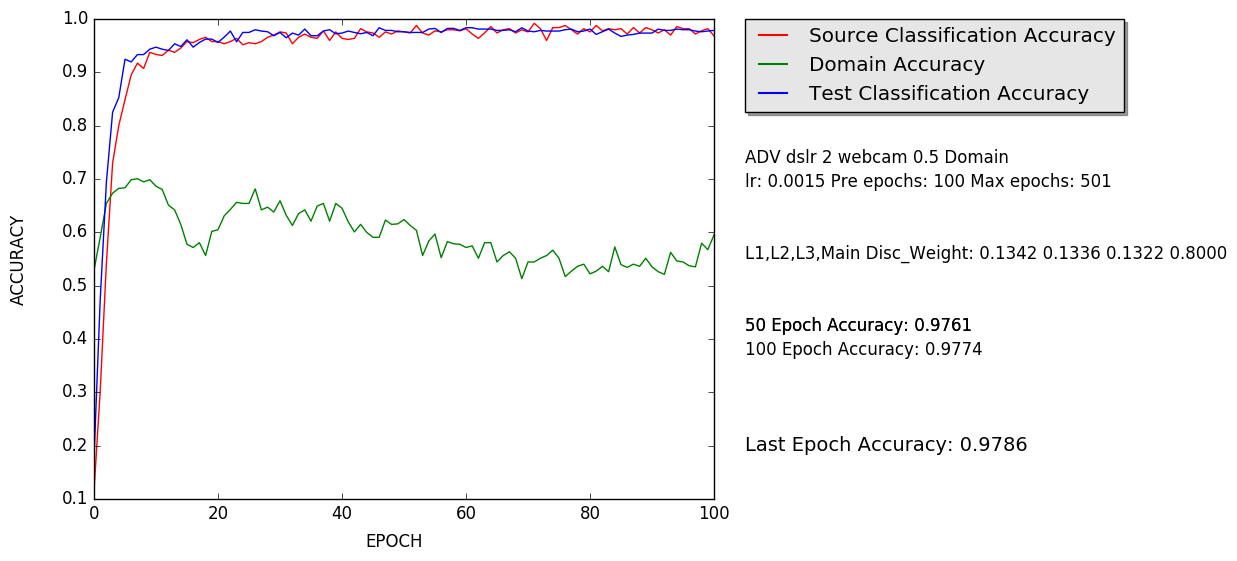 1.0
0.9
0.8
0.7
0.6
0.5
0.4
0.3
0.2
0.1
0 20 40 60 80 100
ACCURACY
EPOCH
Source Classification Accuracy
Domain Accuracy
Test Classification Accuracy
ADV dslr 2 webcam 0.5 Domain
lr: 0.0015 Pre epochs: 100 Max epochs: 501
L1,L2,L3,Main Disc_Weight: 0.1342 0.1336 0.1322 0.8000
50 Epoch Accuracy: 0.9761
100 Epoch Accuracy: 0.9774
Last Epoch Accuracy: 0.9786